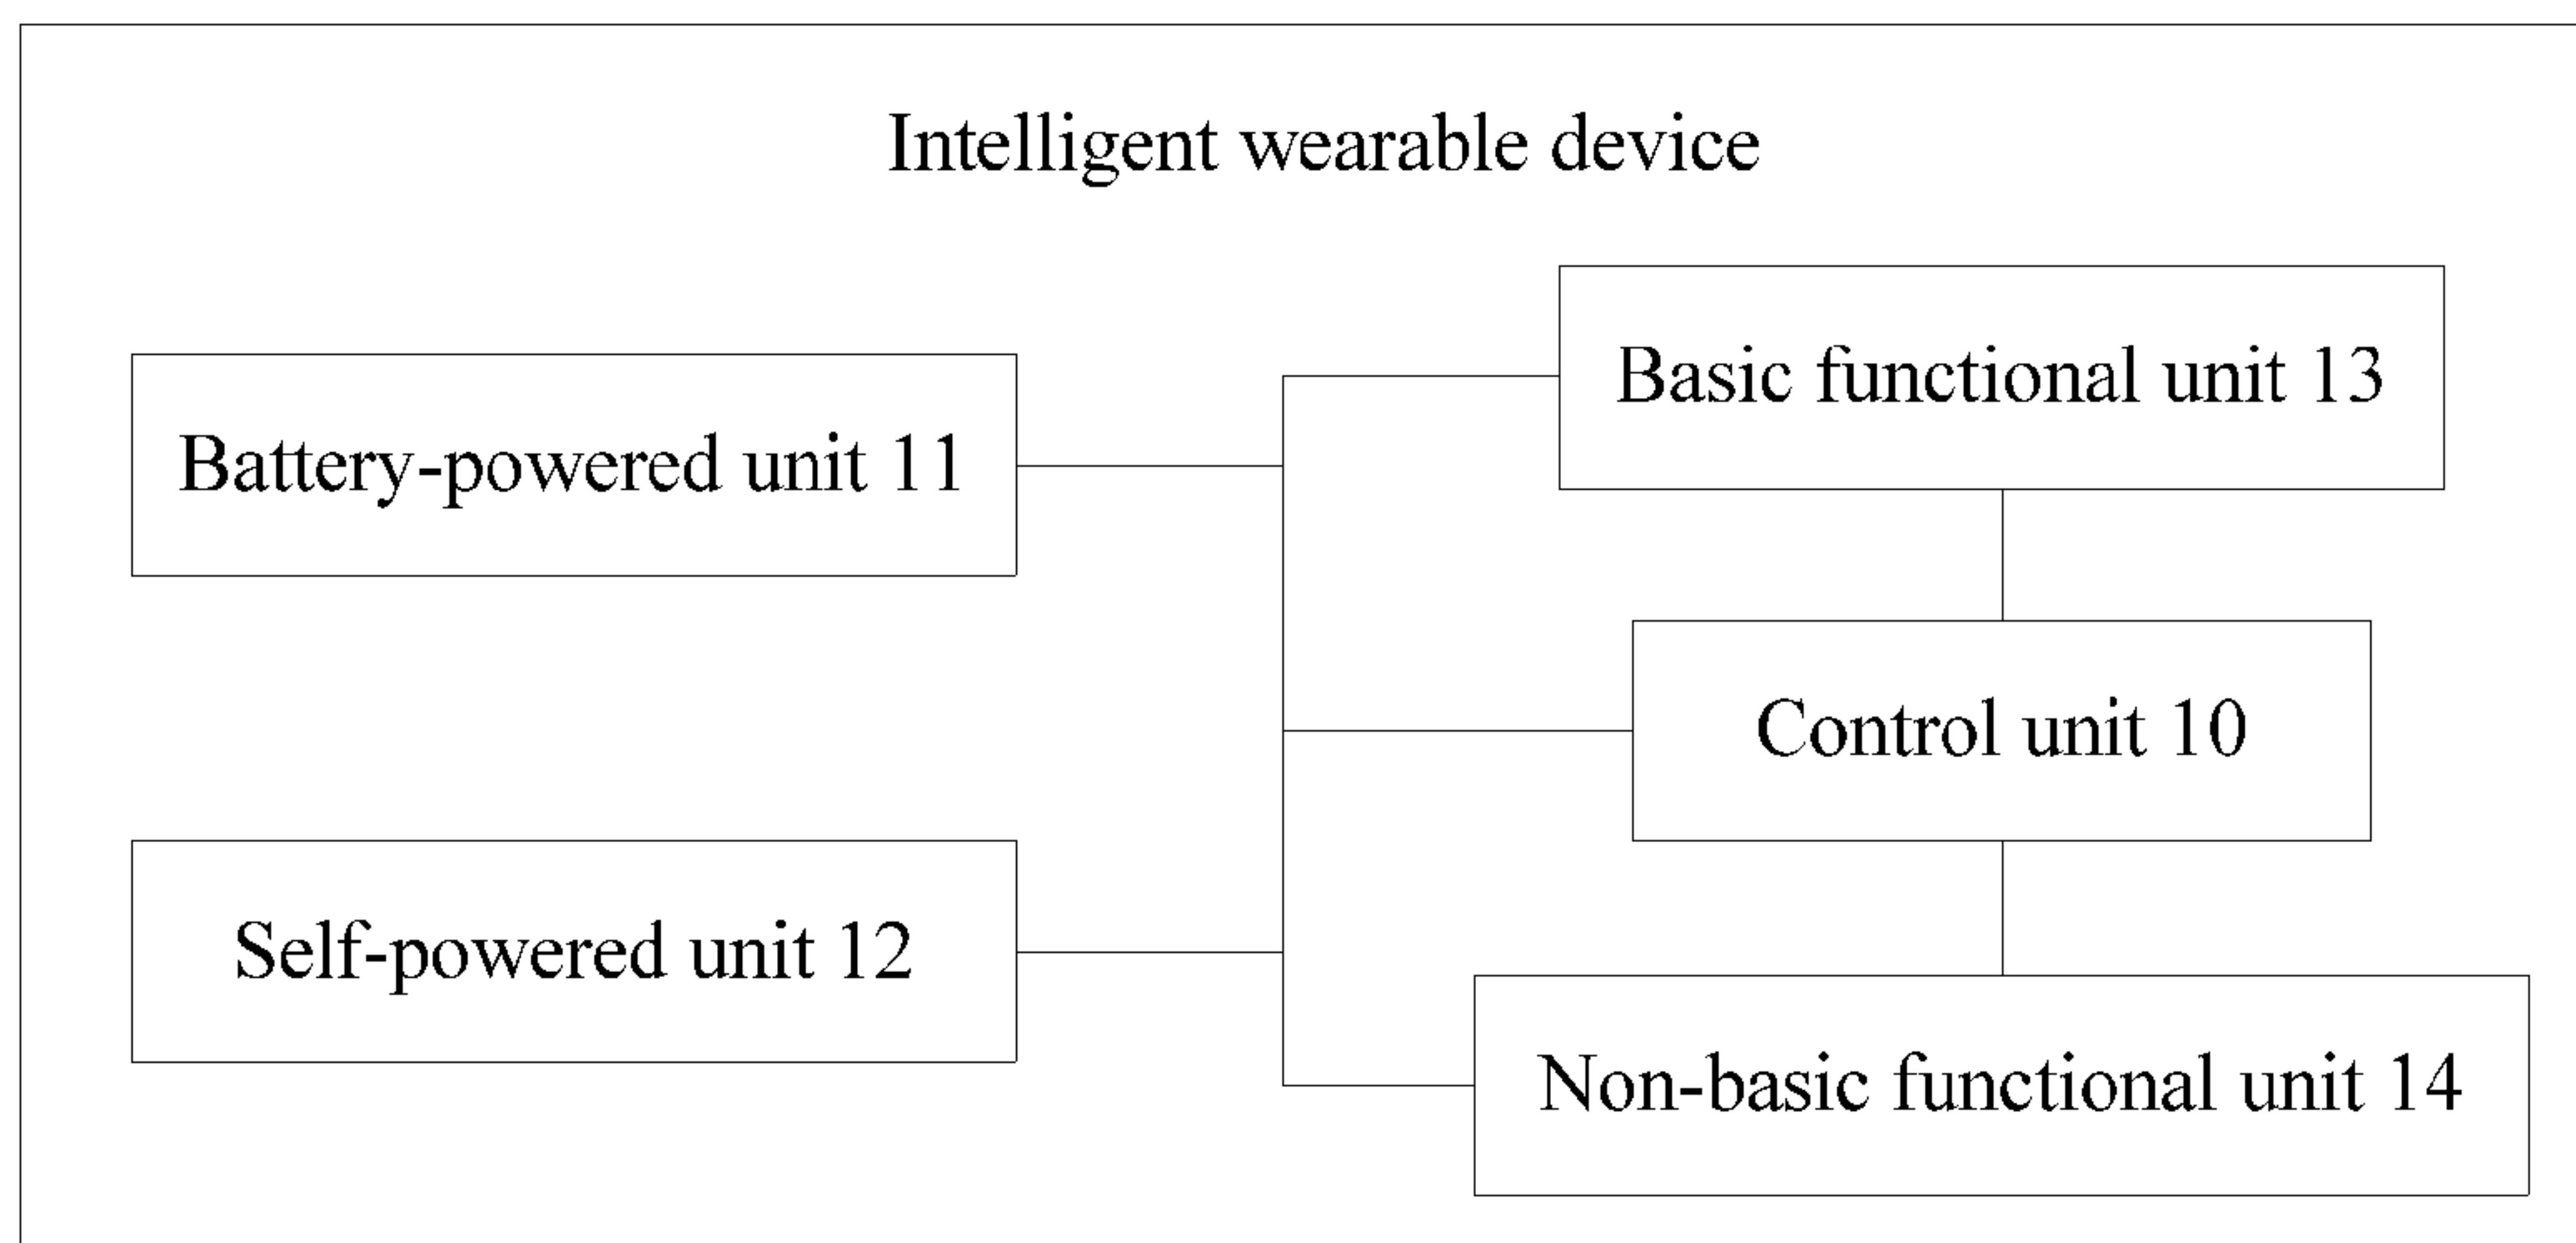 Intelligent wearable device
Basic functional unit 13
Battery-powered unit 11
Control unit 10
Self-powered unit 12
Non-basic functional unit 14